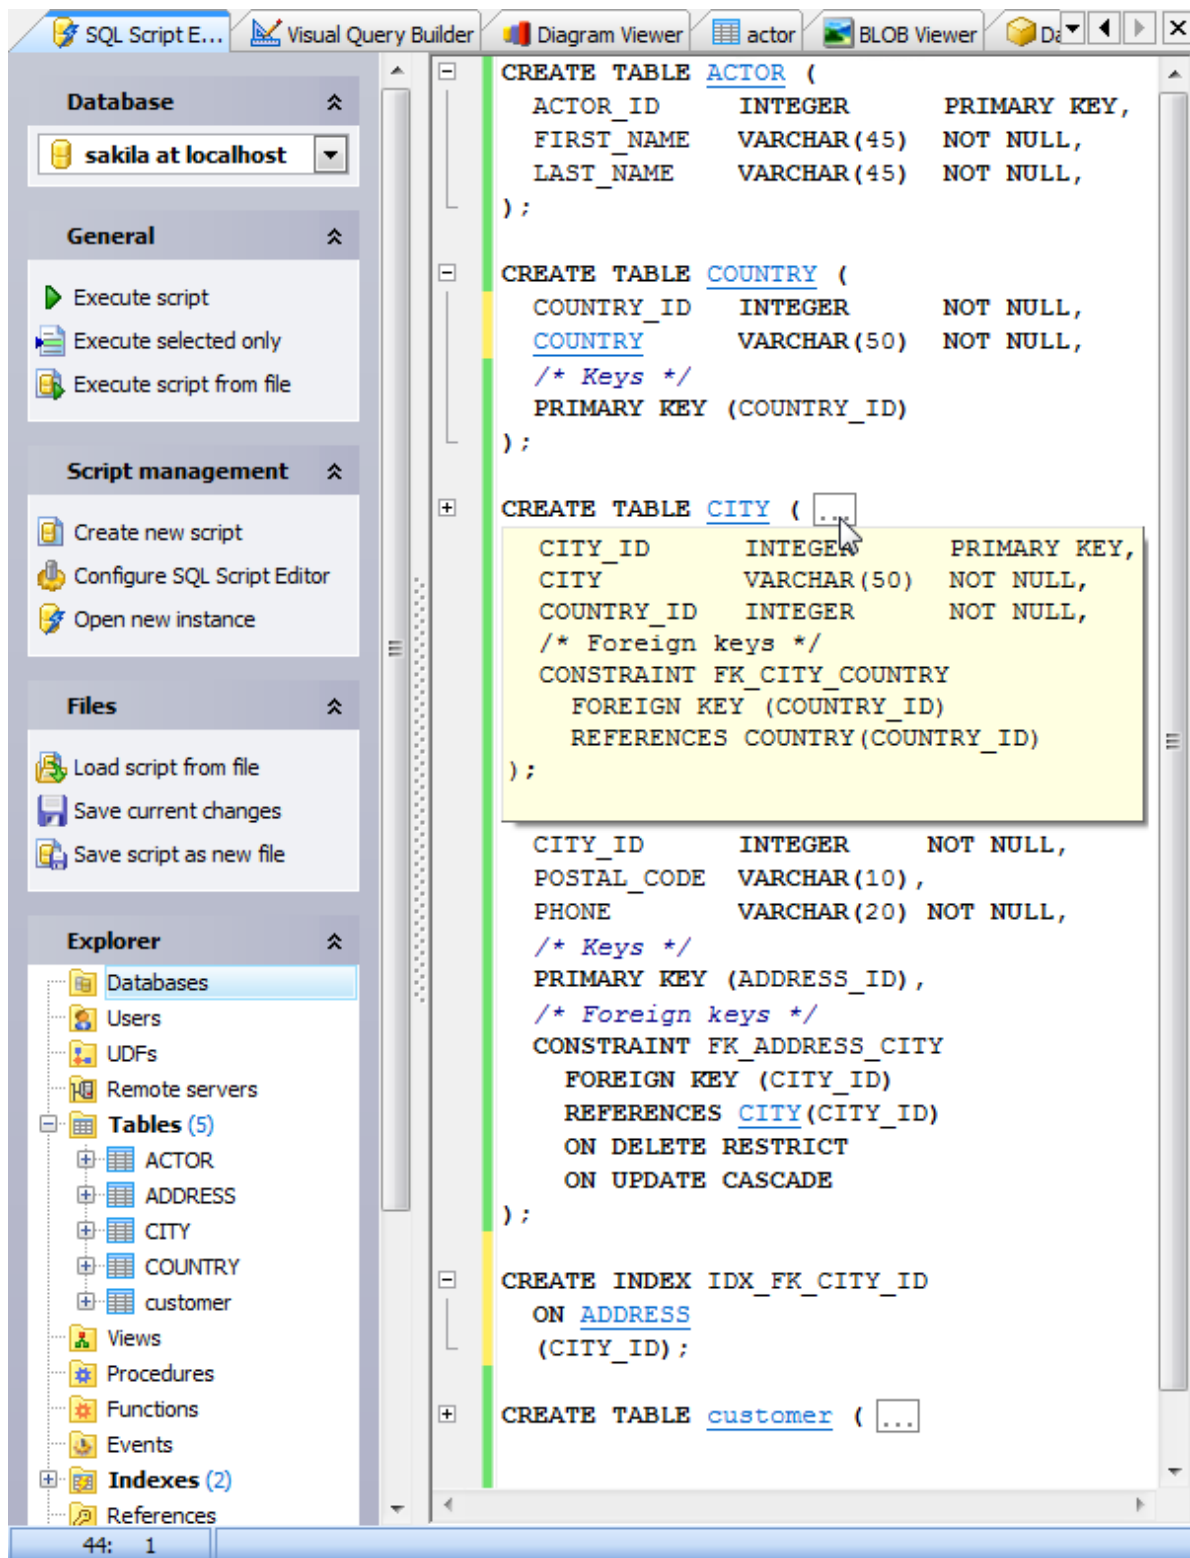 SQL Script E...
Visual Query Builder
Diagram Viewer
actor
BLOB Viewer
Da
Database
sakila at localhost
General
Execute script
Execute selected only
Execute script from file
Script management
Create new script
Configure SQL Script Editor
Open new instance
Files
Load script from file
Save current changes
Save script as new file
Explorer
Databases
Users
UDFs
Remote servers
Tables (5)
ACTOR
ADDRESS
CITY
COUNTRY
customer
Views
Procedures
Functions
Events
Indexes (2)
References
CREATE TABLE ACTOR (
ACTOR_ID INTEGER PRIMARY KEY,
FIRST_NAME VARCHAR(45) NOT NULL,
LAST_NAME VARCHAR(45) NOT NULL,
);
CREATE TABLE COUNTRY (
COUNTRY_ID INTEGER NOT NULL,
COUNTRY VARCHAR(50) NOT NULL,
/* Keys */
PRIMARY KEY (COUNTRY_ID)
);
CREATE TABLE CITY ( ...
CITY_ID INTEGER PRIMARY KEY,
CITY VARCHAR(50) NOT NULL,
COUNTRY_ID INTEGER NOT NULL,
/* Foreign keys */
CONSTRAINT FK_CITY_COUNTRY
FOREIGN KEY (COUNTRY_ID)
REFERENCES COUNTRY(COUNTRY_ID)
);
CITY_ID INTEGER NOT NULL,
POSTAL_CODE VARCHAR(10),
PHONE VARCHAR(20) NOT NULL,
/* Keys */
PRIMARY KEY (ADDRESS_ID),
/* Foreign keys */
CONSTRAINT FK_ADDRESS_CITY
FOREIGN KEY (CITY_ID)
REFERENCES CITY(CITY_ID)
ON DELETE RESTRICT
ON UPDATE CASCADE
);
CREATE INDEX IDX_FK_CITY_ID
ON ADDRESS
(CITY_ID);
CREATE TABLE customer ( ...
44: 1